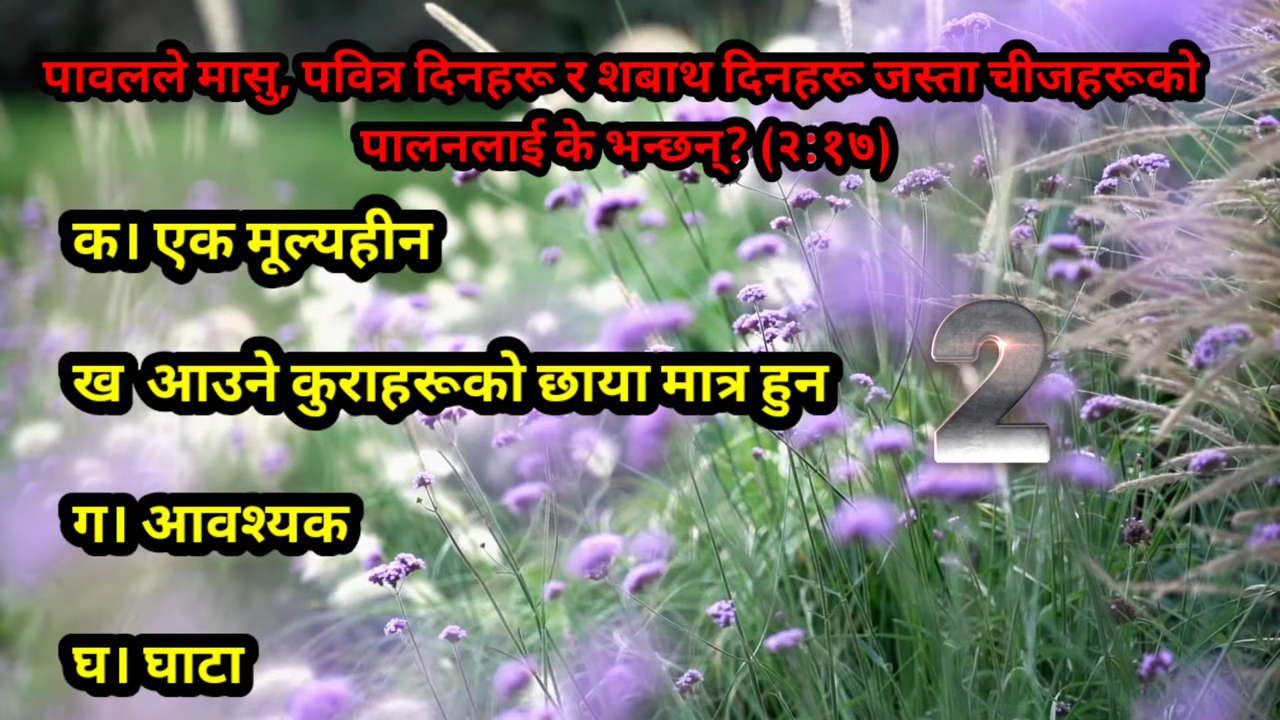 पावलले मासु, पवित्र दिनहरू र शबाथ दिनहरू जस्ता चीजहरूको
पालनलाई के भन्छन्? (२:१७)
क। एक मूल्यहीन
ख आउने कुराहरूको छाया मात्र हुन
2
ग। आवश्यक
घ। घाटा